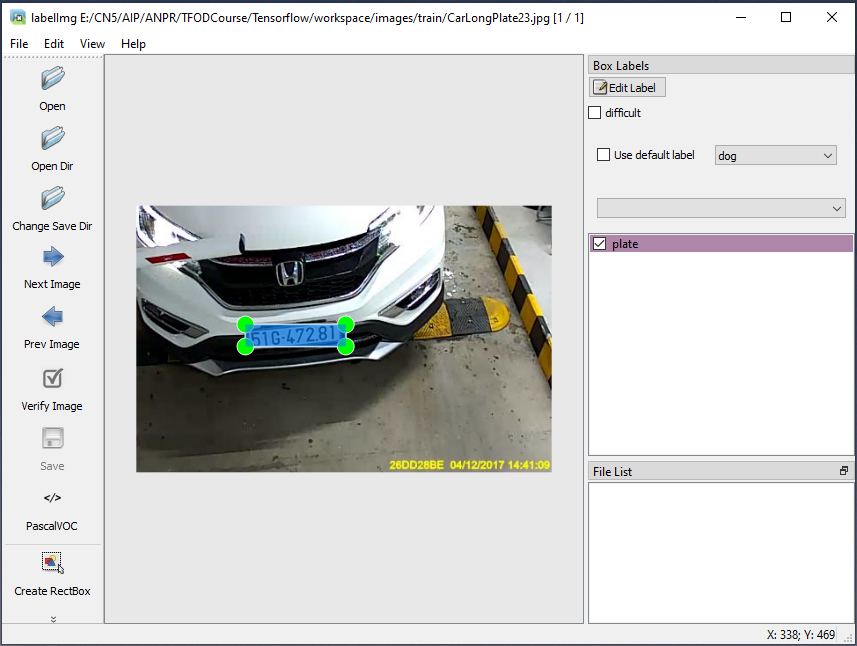 labelImg E:/CN5/AIP/ANPR/TFODCourse/Tensorflow/workspace/images/train/CarLongPlate23.jpg [1 / 1]
File Edit View Help
Open
Open Dir
Change Save Dir
Next Image
Prev Image
Verify Image
Save
</>
PascalVOC
Create RectBox
51G-472.81
26DD28BE 04/12/2017 14:41:09
Box Labels
Edit Label
difficult
Use default label dog
plate
File List
X: 338; Y: 469